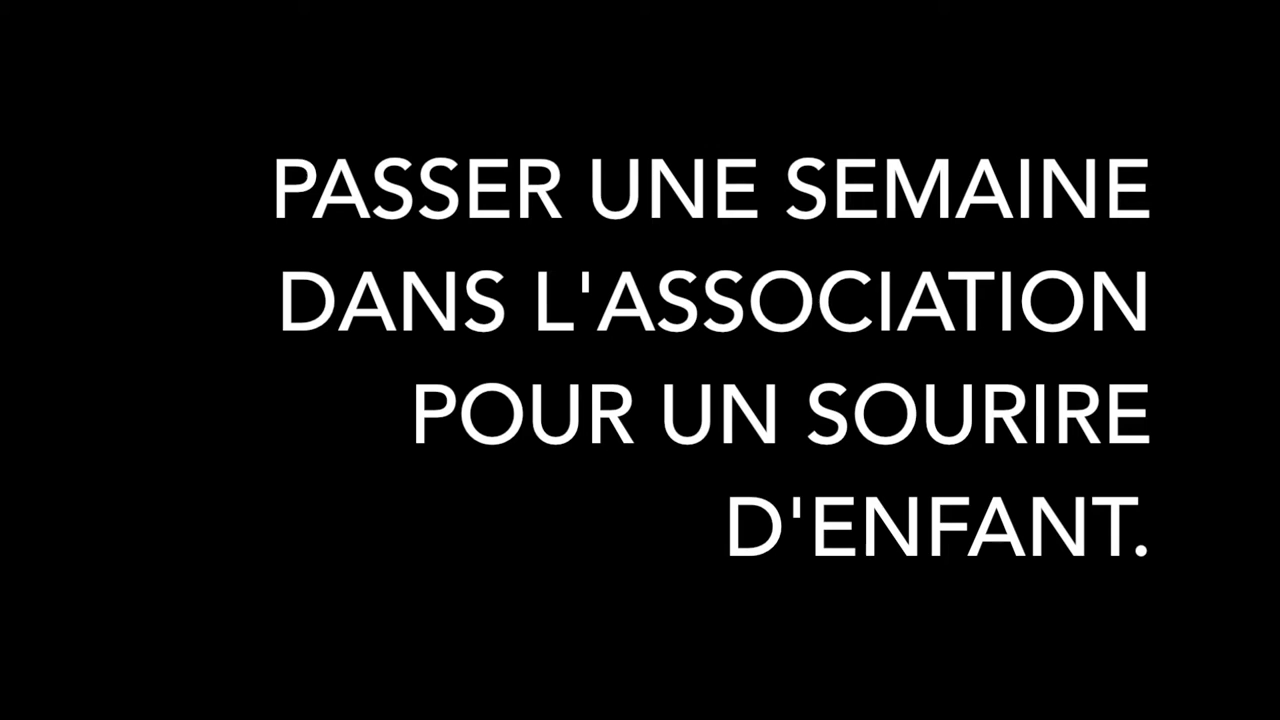 PASSER UNE SEMAINE
DANS L'ASSOCIATION
POUR UN SOURIRE
D'ENFANT.